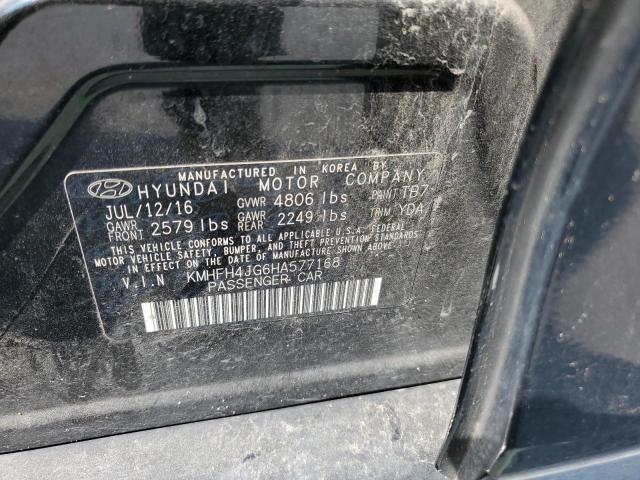 MANUFACTURED IN KOREA BY
HYUNDAI MOTOR COMPANY
JUL/12/16 GVWR 4806 lbs PAINT TB7
GAWR FRONT 2579 lbs GAWR REAR 2249 lbs TRIM YDA
THIS VEHICLE CONFORMS TO ALL APPLICABLE U.S.A. FEDERAL
MOTOR VEHICLE SAFETY, BUMPER, AND THEFT PREVENTION STANDARDS
IN EFFECT ON THE DATE OF MANUFACTURE SHOWN ABOVE.
V.I.N KMHFH4JG6HA577168
PASSENGER CAR